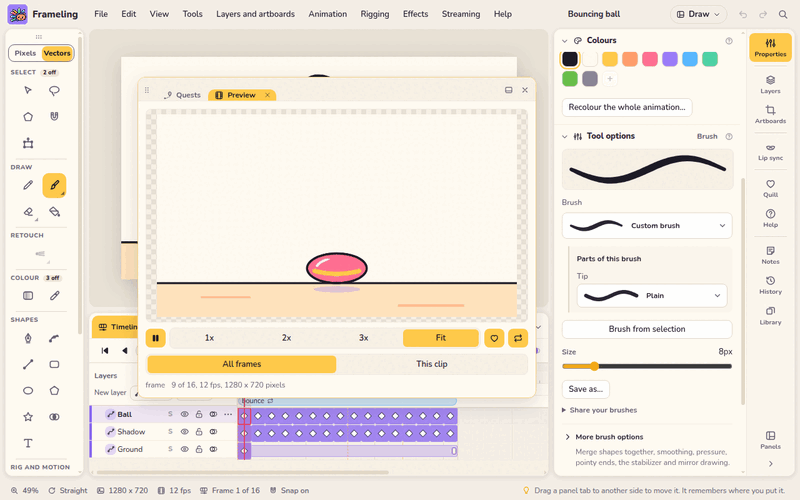 Frameling File Edit View Tools Layers and artboards Animation Rigging Effects Streaming Help Bouncing ball Draw
Pixels Vectors
SELECT 2 off
DRAW
RETOUCH
COLOUR 3 off
SHAPES
RIG AND MOTION
Quests Preview
1x 2x 3x Fit
All frames This clip
frame 9 of 16, 12 fps, 1280 x 720 pixels
Layers
New layer
Bounce
Ball S
Shadow S
Ground S
Colours
Recolour the whole animation...
Tool options Brush
Brush
Custom brush
Parts of this brush
Tip
Plain
Brush from selection
Size 8px
Save as...
Share your brushes
More brush options
Merge shapes together, smoothing, pressure,
pointy ends, the stabilizer and mirror drawing.
Properties
Layers
Artboards
Lip sync
Quill
Help
Notes
History
Library
Panels
49% Straight 1280 x 720 12 fps Frame 1 of 16 Snap on Drag a panel tab to another side to move it. It remembers where you put it.